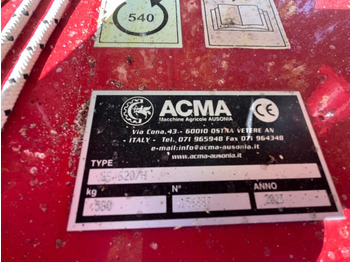 540
ACMA
Macchine Agricole AUSONIA
CE
Via Cona,43 - 60010 OSTRA VETERE AN
- ITALY - Tel.071 965948 Fax 071 964348
e-mail:info@acma-ausonia.it
www.acma-ausonia.it
TYPE
kg N° ANNO